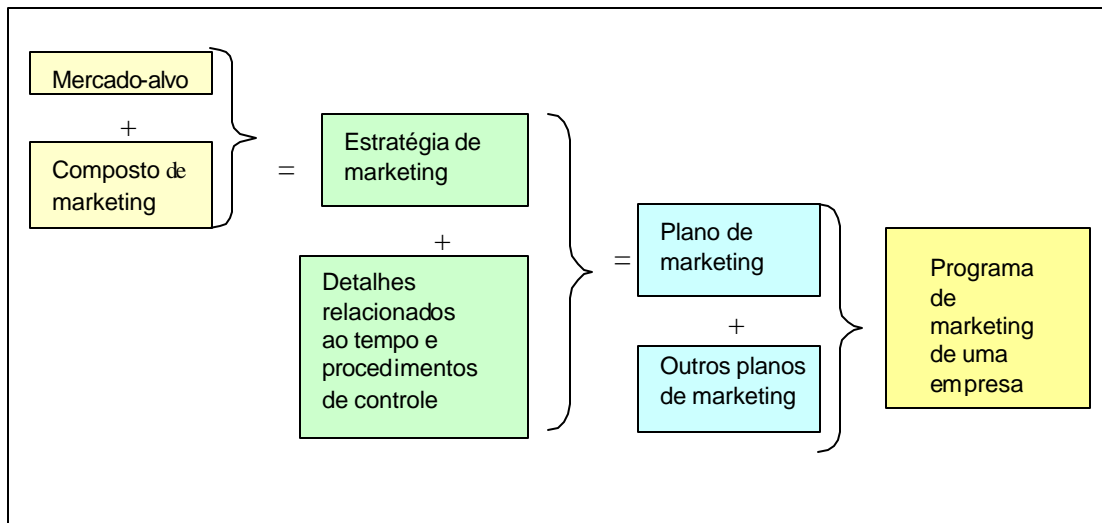 Mercado-alvo
+
Composto de
marketing
=
Estratégia de
marketing
+
Detalhes
relacionados
ao tempo e
procedimentos
de controle
=
Plano de
marketing
+
Outros planos
de marketing
Programa
de
marketing
de uma
empresa